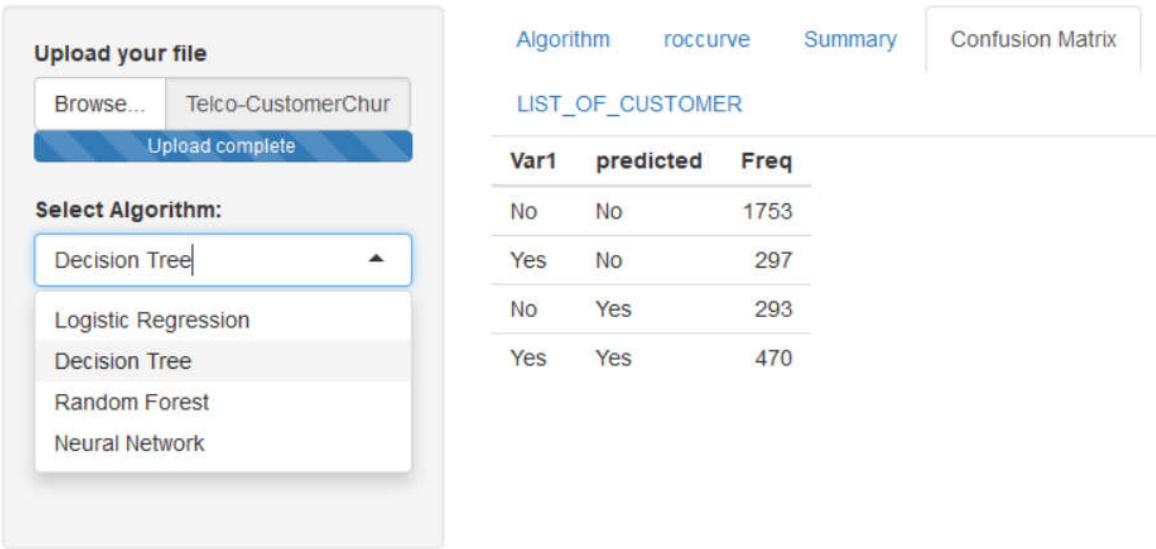 Upload your file
Browse... Telco-CustomerChur
Upload complete
Select Algorithm:
Decision Tree
Logistic Regression
Decision Tree
Random Forest
Neural Network
Algorithm roccurve Summary Confusion Matrix
LIST_OF_CUSTOMER
Var1 predicted Freq
No No 1753
Yes No 297
No Yes 293
Yes Yes 470